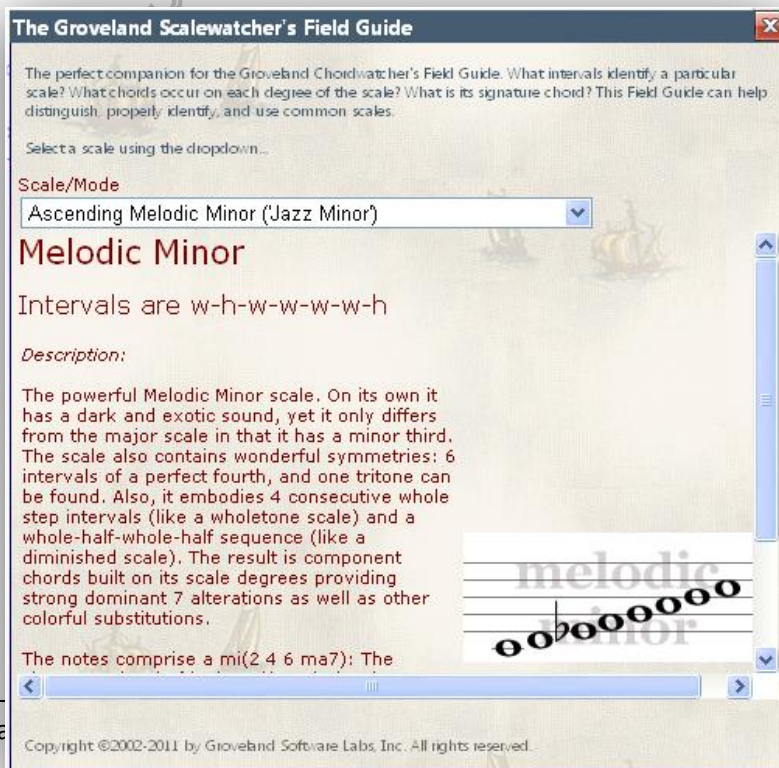 The Groveland Scalewatcher's Field Guide
The perfect companion for the Groveland Chordwatcher's Field Guide. What intervals identify a particular
scale? What chords occur on each degree of the scale? What is its signature chord? This Field Guide can help
distinguish, properly identify, and use common scales.
Select a scale using the dropdown...
Scale/Mode
Ascending Melodic Minor ('Jazz Minor')
Melodic Minor
Intervals are w-h-w-w-w-w-h
Description:
The powerful Melodic Minor scale. On its own it
has a dark and exotic sound, yet it only differs
from the major scale in that it has a minor third.
The scale also contains wonderful symmetries: 6
intervals of a perfect fourth, and one tritone can
be found. Also, it embodies 4 consecutive whole
step intervals (like a wholetone scale) and a
whole-half-whole-half sequence (like a
diminished scale). The result is component
chords built on its scale degrees providing
strong dominant 7 alterations as well as other
colorful substitutions.
melodic
minor
The notes comprise a mi(2 4 6 ma7): The
Copyright ©2002-2011 by Groveland Software Labs, Inc. All rights reserved.